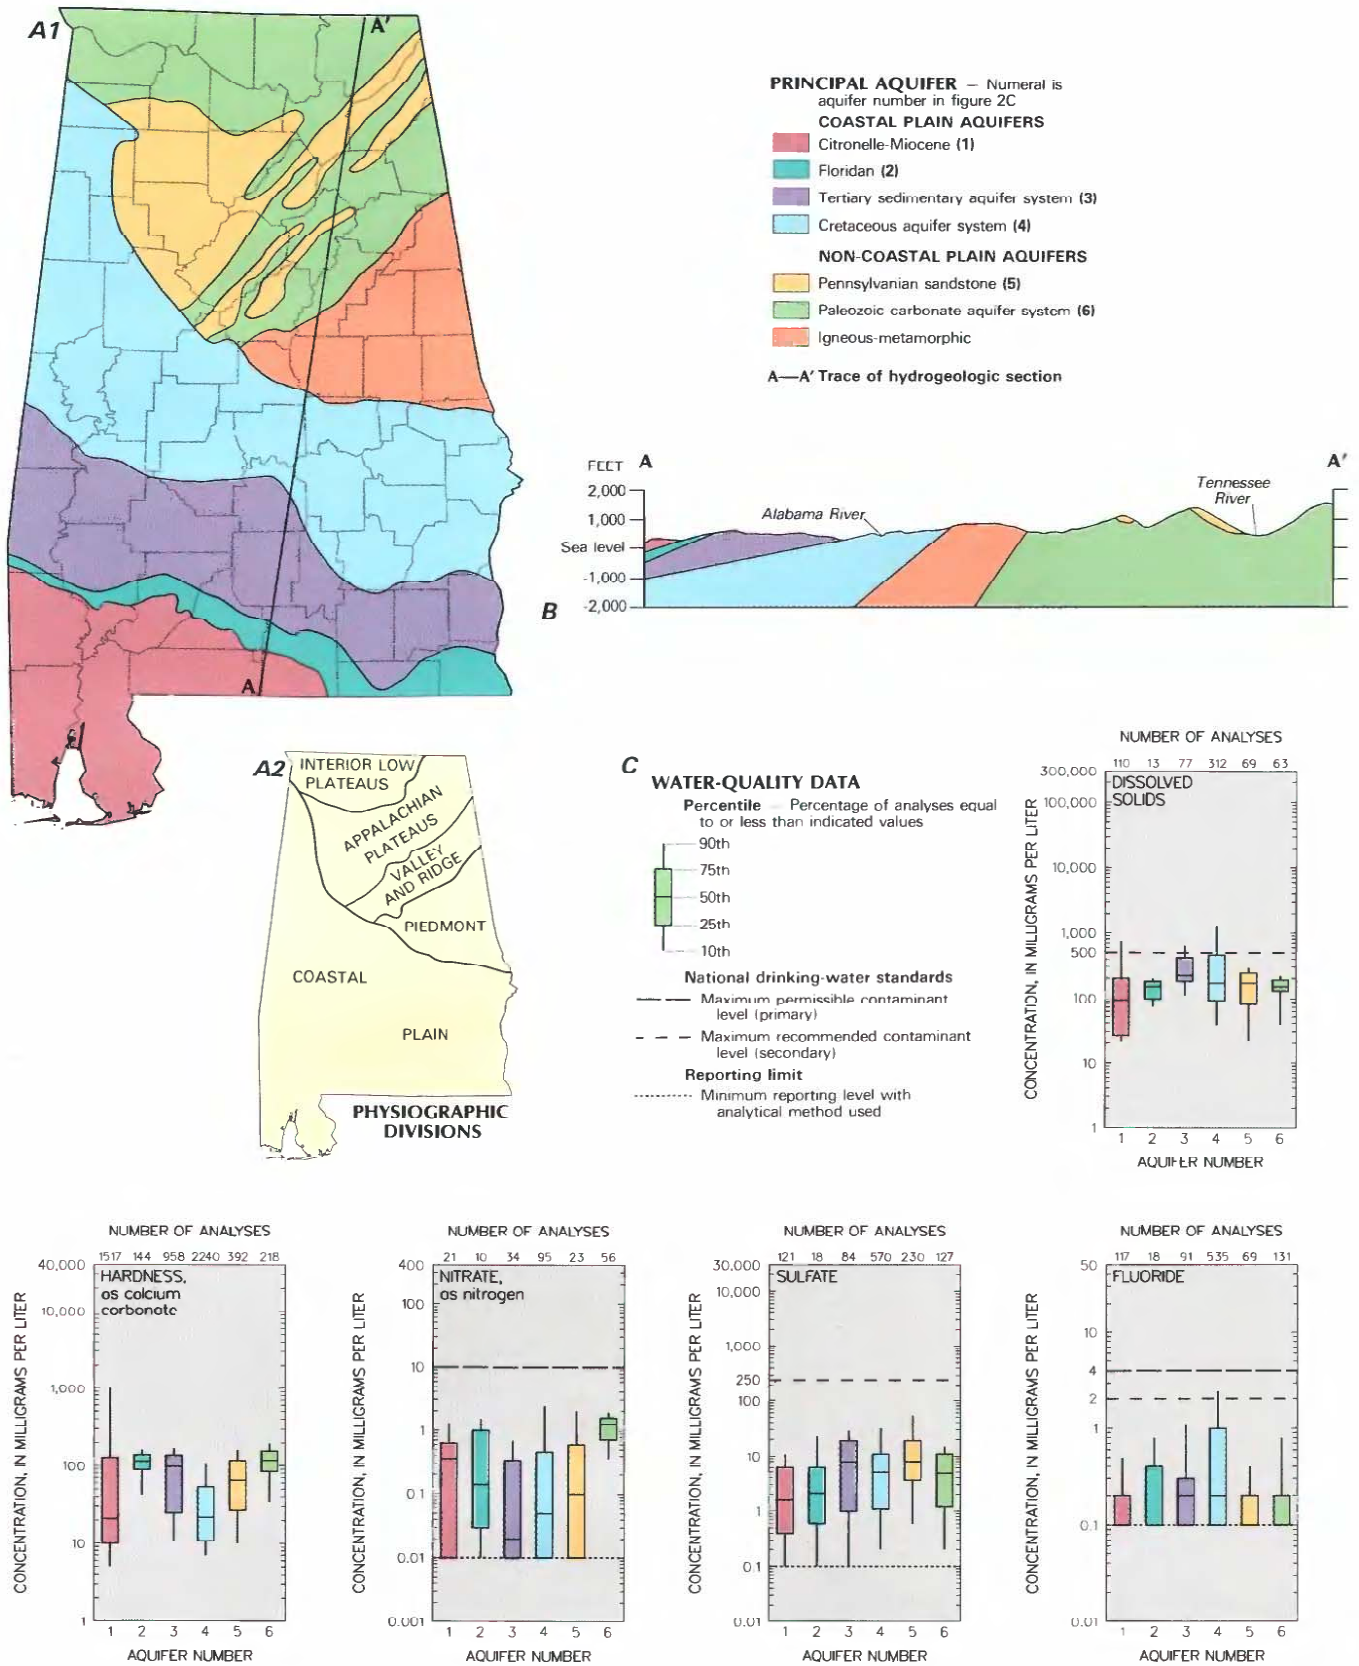 A1
A'
A
PRINCIPAL AQUIFER – Numeral is
aquifer number in figure 2C
COASTAL PLAIN AQUIFERS
Citronelle-Miocene (1)
Floridan (2)
Tertiary sedimentary aquifer system (3)
Cretaceous aquifer system (4)
NON-COASTAL PLAIN AQUIFERS
Pennsylvanian sandstone (5)
Paleozoic carbonate aquifer system (6)
Igneous-metamorphic
A—A' Trace of hydrogeologic section
B
FEET
A
A'
2,000
1,000
Sea level
-1,000
-2,000
Alabama River
Tennessee
River
A2
INTERIOR LOW
PLATEAUS
APPALACHIAN
PLATEAUS
VALLEY
AND RIDGE
PIEDMONT
COASTAL
PLAIN
PHYSIOGRAPHIC
DIVISIONS
C
WATER-QUALITY DATA
Percentile – Percentage of analyses equal
to or less than indicated values
90th
75th
50th
25th
10th
National drinking-water standards
Maximum permissible contaminant
level (primary)
Maximum recommended contaminant
level (secondary)
Reporting limit
Minimum reporting level with
analytical method used
NUMBER OF ANALYSES
110 13 77 312 69 63
DISSOLVED
SOLIDS
CONCENTRATION, IN MILLIGRAMS PER LITER
300,000
100,000
10,000
1,000
500
100
10
1
1 2 3 4 5 6
AQUIFER NUMBER
NUMBER OF ANALYSES
1517 144 958 2240 392 218
HARDNESS,
as calcium
carbonate
CONCENTRATION, IN MILLIGRAMS PER LITER
40,000
10,000
1,000
100
10
1
1 2 3 4 5 6
AQUIFER NUMBER
NUMBER OF ANALYSES
21 10 34 95 23 56
NITRATE,
as nitrogen
CONCENTRATION, IN MILLIGRAMS PER LITER
400
100
10
1
0.1
0.01
0.001
1 2 3 4 5 6
AQUIFER NUMBER
NUMBER OF ANALYSES
121 18 84 570 230 127
SULFATE
CONCENTRATION, IN MILLIGRAMS PER LITER
30,000
10,000
1,000
250
100
10
1
0.1
0.01
1 2 3 4 5 6
AQUIFER NUMBER
NUMBER OF ANALYSES
117 18 91 535 69 131
FLUORIDE
CONCENTRATION, IN MILLIGRAMS PER LITER
50
10
4
2
1
0.1
0.01
1 2 3 4 5 6
AQUIFER NUMBER